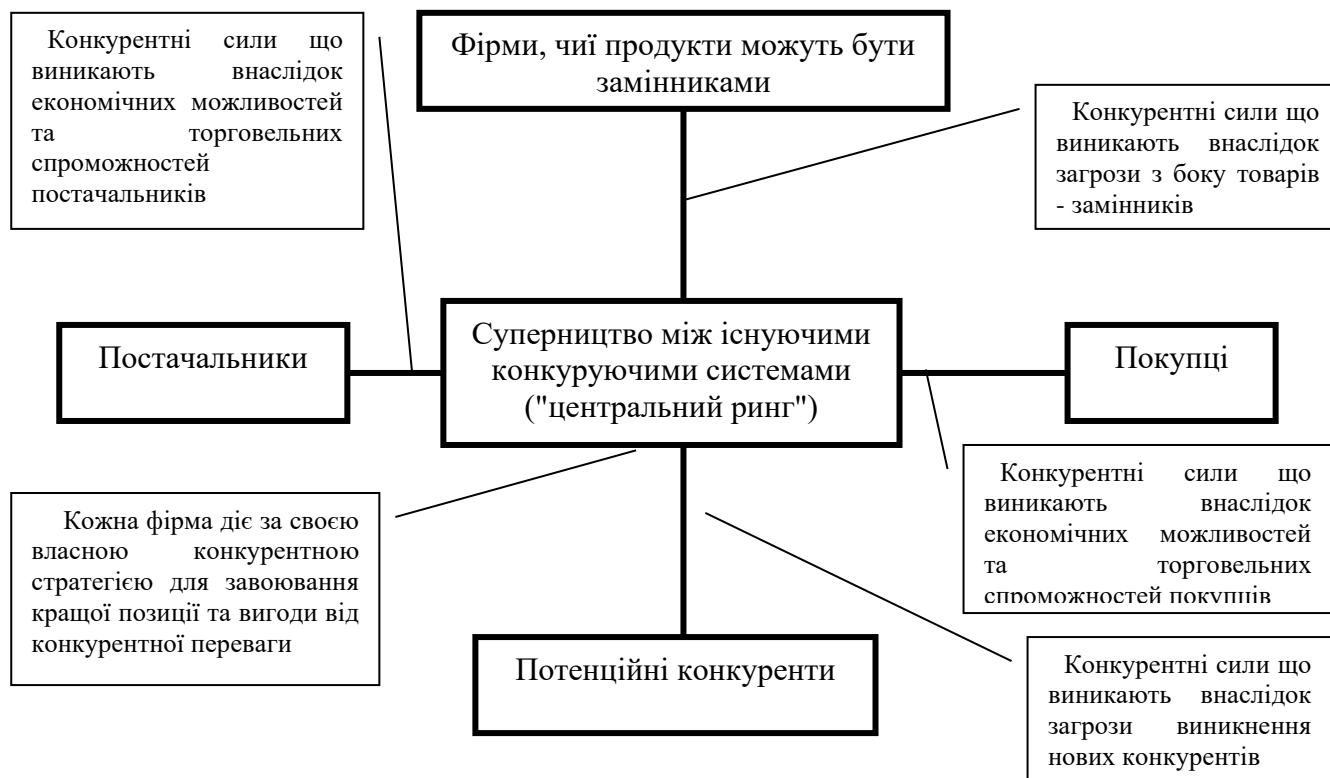 Конкурентні сили що
виникають внаслідок
економічних можливостей
та торговельних
спроможностей
постачальників
Фірми, чиї продукти можуть бути
замінниками
Конкурентні сили що
виникають внаслідок
загрози з боку товарів
- замінників
Постачальники
Суперництво між існуючими
конкуруючими системами
("центральний ринг")
Покупці
Кожна фірма діє за своєю
власною конкурентною
стратегією для завоювання
кращої позиції та вигоди від
конкурентної переваги
Конкурентні сили що
виникають внаслідок
економічних можливостей
та торговельних
спроможностей покупців
Потенційні конкуренти
Конкурентні сили що
виникають внаслідок
загрози виникнення
нових конкурентів